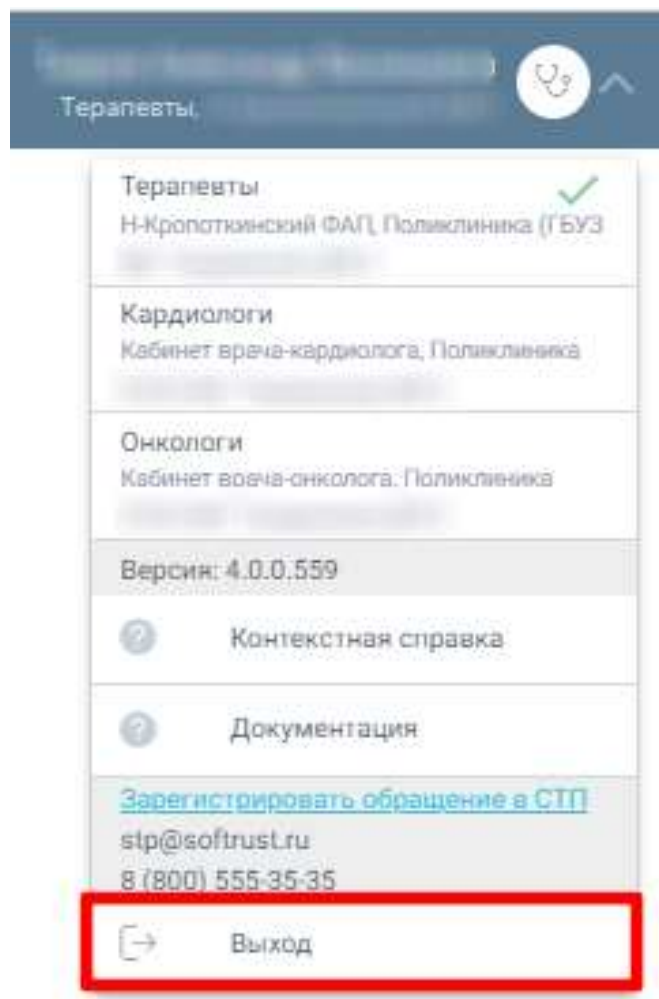 Терапевты,
Терапевты
Н-Кропоткинский ФАП, Поликлиника (ГБУЗ
Кардиологи
Кабинет врача-кардиолога, Поликлиника
Онкологи
Кабинет врача-онколога, Поликлиника
Версия: 4.0.0.559
Контекстная справка
Документация
Зарегистрировать обращение в СТП
stp@softrust.ru
8 (800) 555-35-35
Выход